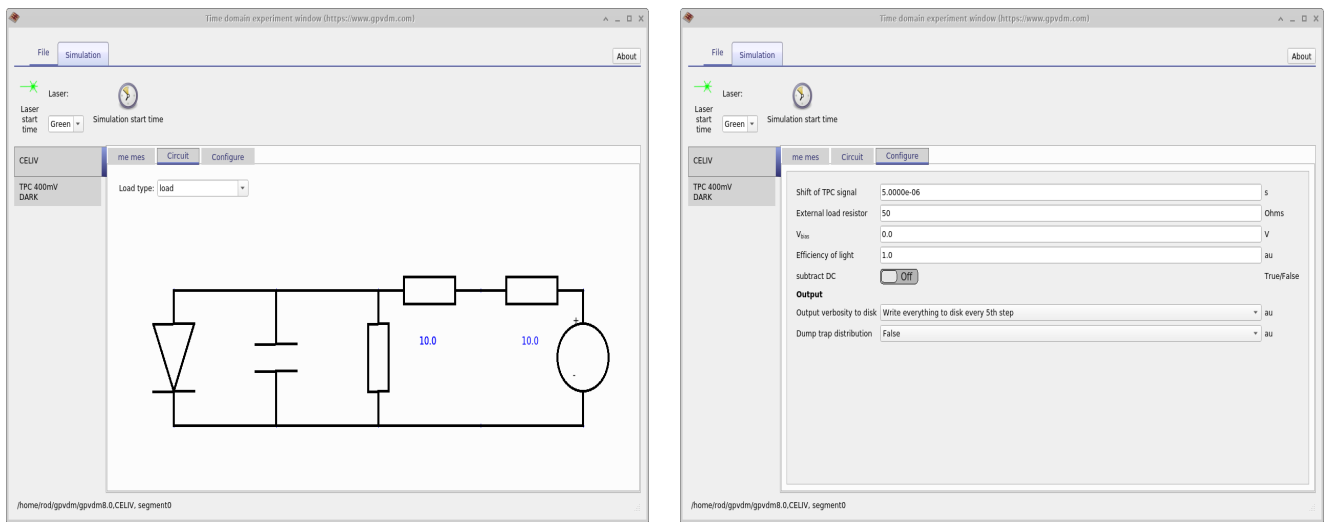 Time domain experiment window (https://www.gpvdm.com)
File
Simulation
About
Laser:
Laser
start
time
Green
Simulation start time
CELIV
TPC 400mV
DARK
me mes
Circuit
Configure
Load type:
load
10.0
10.0
+
-
/home/rod/gpvdm/gpvdm8.0,CELIV, segment0
Time domain experiment window (https://www.gpvdm.com)
File
Simulation
About
Laser:
Laser
start
time
Green
Simulation start time
CELIV
TPC 400mV
DARK
me mes
Circuit
Configure
Shift of TPC signal 5.0000e-06 s
External load resistor 50 Ohms
Vbias 0.0 V
Efficiency of light 1.0 au
subtract DC Off True/False
Output
Output verbosity to disk Write everything to disk every 5th step au
Dump trap distribution False au
/home/rod/gpvdm/gpvdm8.0,CELIV, segment0